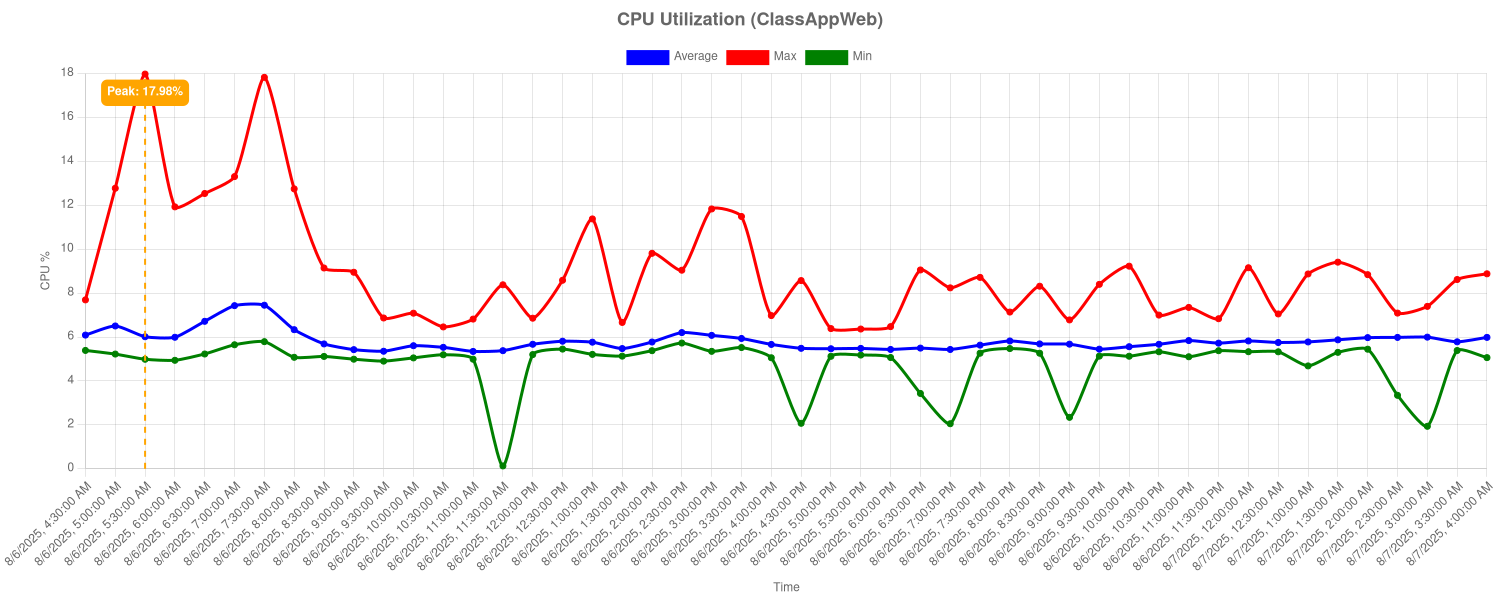 CPU Utilization (ClassAppWeb)
Average Max Min
18
Peak: 17.98%
16
14
12
10
CPU %
8
6
4
2
0
8/6/2025, 4:30:00 AM
8/6/2025, 5:00:00 AM
8/6/2025, 5:30:00 AM
8/6/2025, 6:00:00 AM
8/6/2025, 6:30:00 AM
8/6/2025, 7:00:00 AM
8/6/2025, 7:30:00 AM
8/6/2025, 8:00:00 AM
8/6/2025, 8:30:00 AM
8/6/2025, 9:00:00 AM
8/6/2025, 9:30:00 AM
8/6/2025, 10:00:00 AM
8/6/2025, 10:30:00 AM
8/6/2025, 11:00:00 AM
8/6/2025, 11:30:00 AM
8/6/2025, 12:00:00 PM
8/6/2025, 12:30:00 PM
8/6/2025, 1:00:00 PM
8/6/2025, 1:30:00 PM
8/6/2025, 2:00:00 PM
8/6/2025, 2:30:00 PM
8/6/2025, 3:00:00 PM
8/6/2025, 3:30:00 PM
8/6/2025, 4:00:00 PM
8/6/2025, 4:30:00 PM
8/6/2025, 5:00:00 PM
8/6/2025, 5:30:00 PM
8/6/2025, 6:00:00 PM
8/6/2025, 6:30:00 PM
8/6/2025, 7:00:00 PM
8/6/2025, 7:30:00 PM
8/6/2025, 8:00:00 PM
8/6/2025, 8:30:00 PM
8/6/2025, 9:00:00 PM
8/6/2025, 9:30:00 PM
8/6/2025, 10:00:00 PM
8/6/2025, 10:30:00 PM
8/6/2025, 11:00:00 PM
8/6/2025, 11:30:00 PM
8/7/2025, 12:00:00 AM
8/7/2025, 12:30:00 AM
8/7/2025, 1:00:00 AM
8/7/2025, 1:30:00 AM
8/7/2025, 2:00:00 AM
8/7/2025, 2:30:00 AM
8/7/2025, 3:00:00 AM
8/7/2025, 3:30:00 AM
8/7/2025, 4:00:00 AM
Time